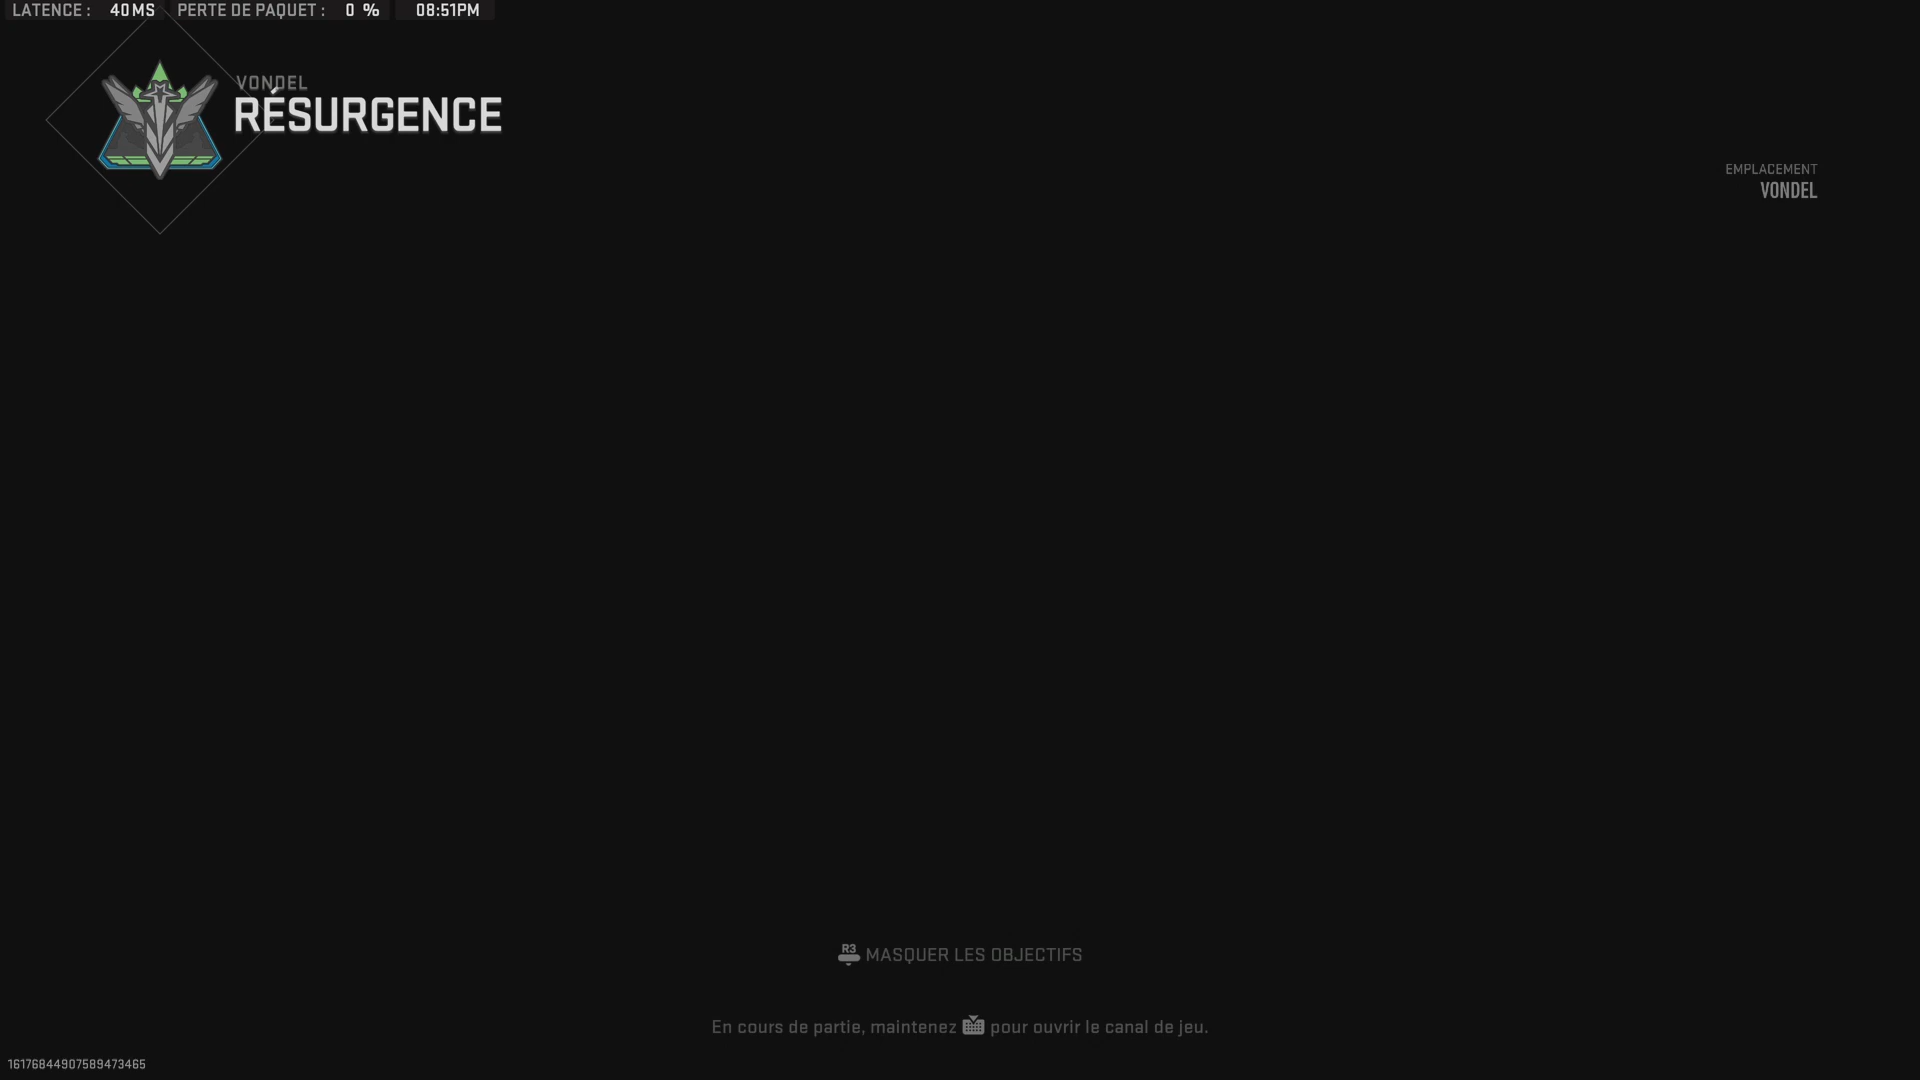 LATENCE : 40 MS PERTE DE PAQUET : 0 % 08:51PM
VONDEL
RÉSURGENCE
EMPLACEMENT
VONDEL
R3 MASQUER LES OBJECTIFS
En cours de partie, maintenez pour ouvrir le canal de jeu.
16176844907589473465